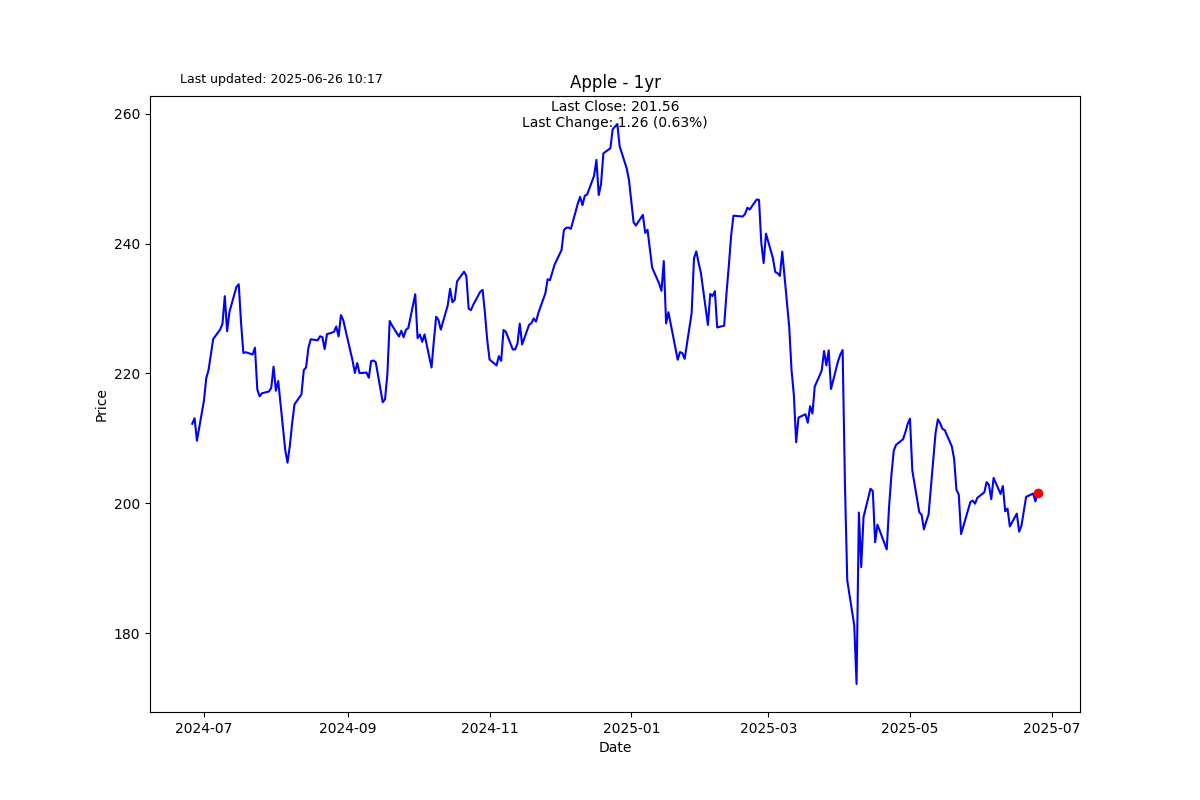 Last updated: 2025-06-26 10:17
Apple - 1yr
Last Close: 201.56
Last Change: 1.26 (0.63%)
260
240
220
200
180
Price
2024-07
2024-09
2024-11
2025-01
2025-03
2025-05
2025-07
Date